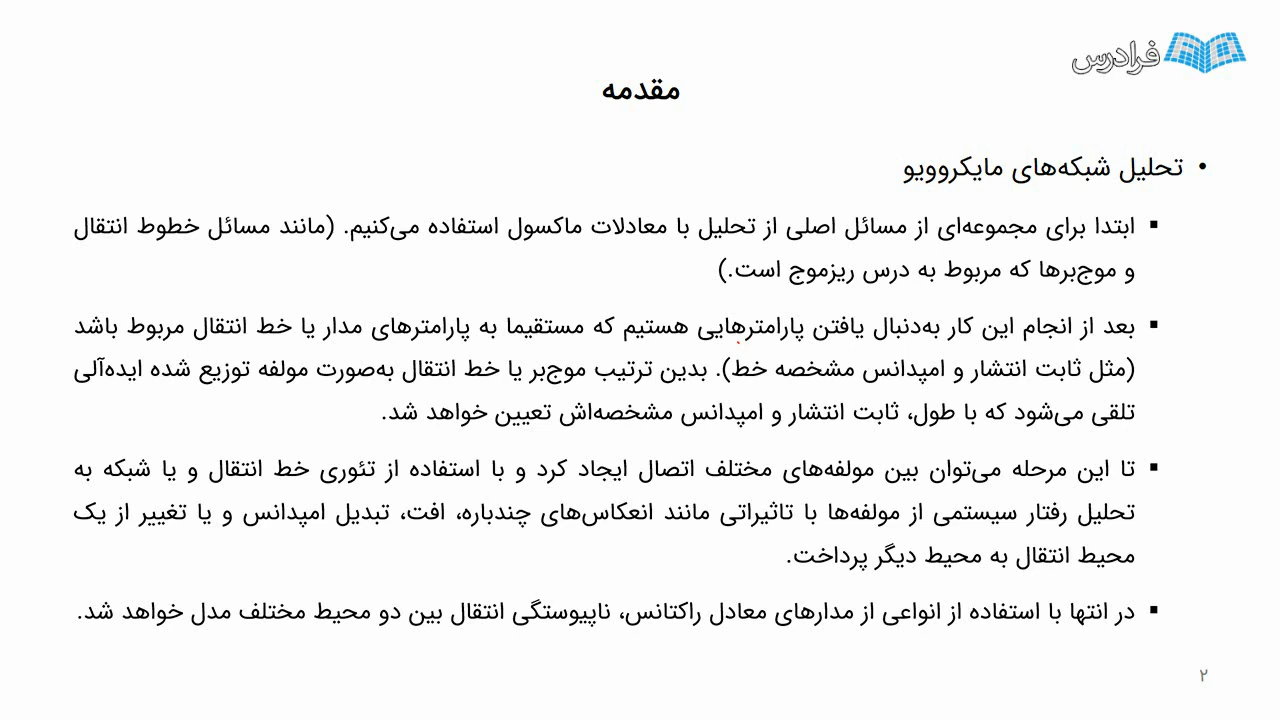 فرادرس
مقدمه
• تحلیل شبکه‌های مایکروویو
▪ ابتدا برای مجموعه‌ای از مسائل اصلی از تحلیل با معادلات ماکسول استفاده می‌کنیم. (مانند مسائل خطوط انتقال
و موج‌برها که مربوط به درس ریزموج است.)
▪ بعد از انجام این کار به‌دنبال یافتن پارامترهایی هستیم که مستقیما به پارامترهای مدار یا خط انتقال مربوط باشد
(مثل ثابت انتشار و امپدانس مشخصه خط). بدین ترتیب موج‌بر یا خط انتقال به‌صورت مولفه توزیع شده ایده‌آلی
تلقی می‌شود که با طول، ثابت انتشار و امپدانس مشخصه‌اش تعیین خواهد شد.
▪ تا این مرحله می‌توان بین مولفه‌های مختلف اتصال ایجاد کرد و با استفاده از تئوری خط انتقال و یا شبکه به
تحلیل رفتار سیستمی از مولفه‌ها با تاثیراتی مانند انعکاس‌های چندباره، افت، تبدیل امپدانس و یا تغییر از یک
محیط انتقال به محیط دیگر پرداخت.
▪ در انتها با استفاده از انواعی از مدارهای معادل راکتانس، ناپیوستگی انتقال بین دو محیط مختلف مدل خواهد شد.
۲